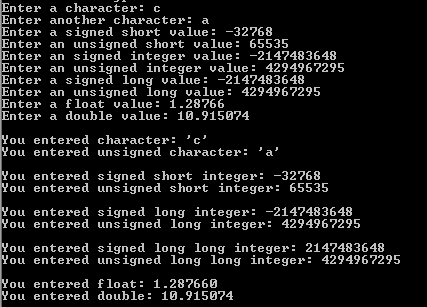 Enter a character: c
Enter another character: a
Enter a signed short value: -32768
Enter an unsigned short value: 65535
Enter an signed integer value: -2147483648
Enter an unsigned integer value: 4294967295
Enter a signed long value: -2147483648
Enter an unsigned long value: 4294967295
Enter a float value: 1.28766
Enter a double value: 10.915074
You entered character: 'c'
You entered unsigned character: 'a'
You entered signed short integer: -32768
You entered unsigned short integer: 65535
You entered signed long integer: -2147483648
You entered unsigned long integer: 4294967295
You entered signed long long integer: 2147483648
You entered unsigned long long integer: 4294967295
You entered float: 1.287660
You entered double: 10.915074